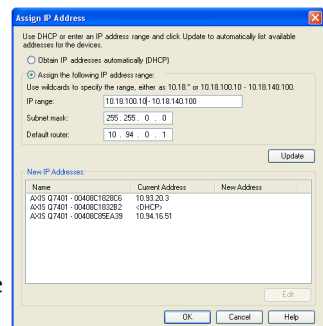 Assign IP Address
Use DHCP or enter an IP address range and click Update to automatically list available
addresses for the devices.
Obtain IP addresses automatically (DHCP)
Assign the following IP address range:
Use wildcards to specify the range, either as 10.18.* or 10.18.100.10 - 10.18.140.100.
IP range: 10.18.100.10 - 10.18.140.100
Subnet mask: 255 . 255 . 0 . 0
Default router: 10 . 94 . 0 . 1
Update
New IP Addresses:
Name Current Address New Address
AXIS Q7401 - 00408C1828C6 10.93.20.3
AXIS Q7401 - 00408C1832B2 <DHCP>
AXIS Q7401 - 00408C85EA39 10.94.16.51
Edit
OK Cancel Help